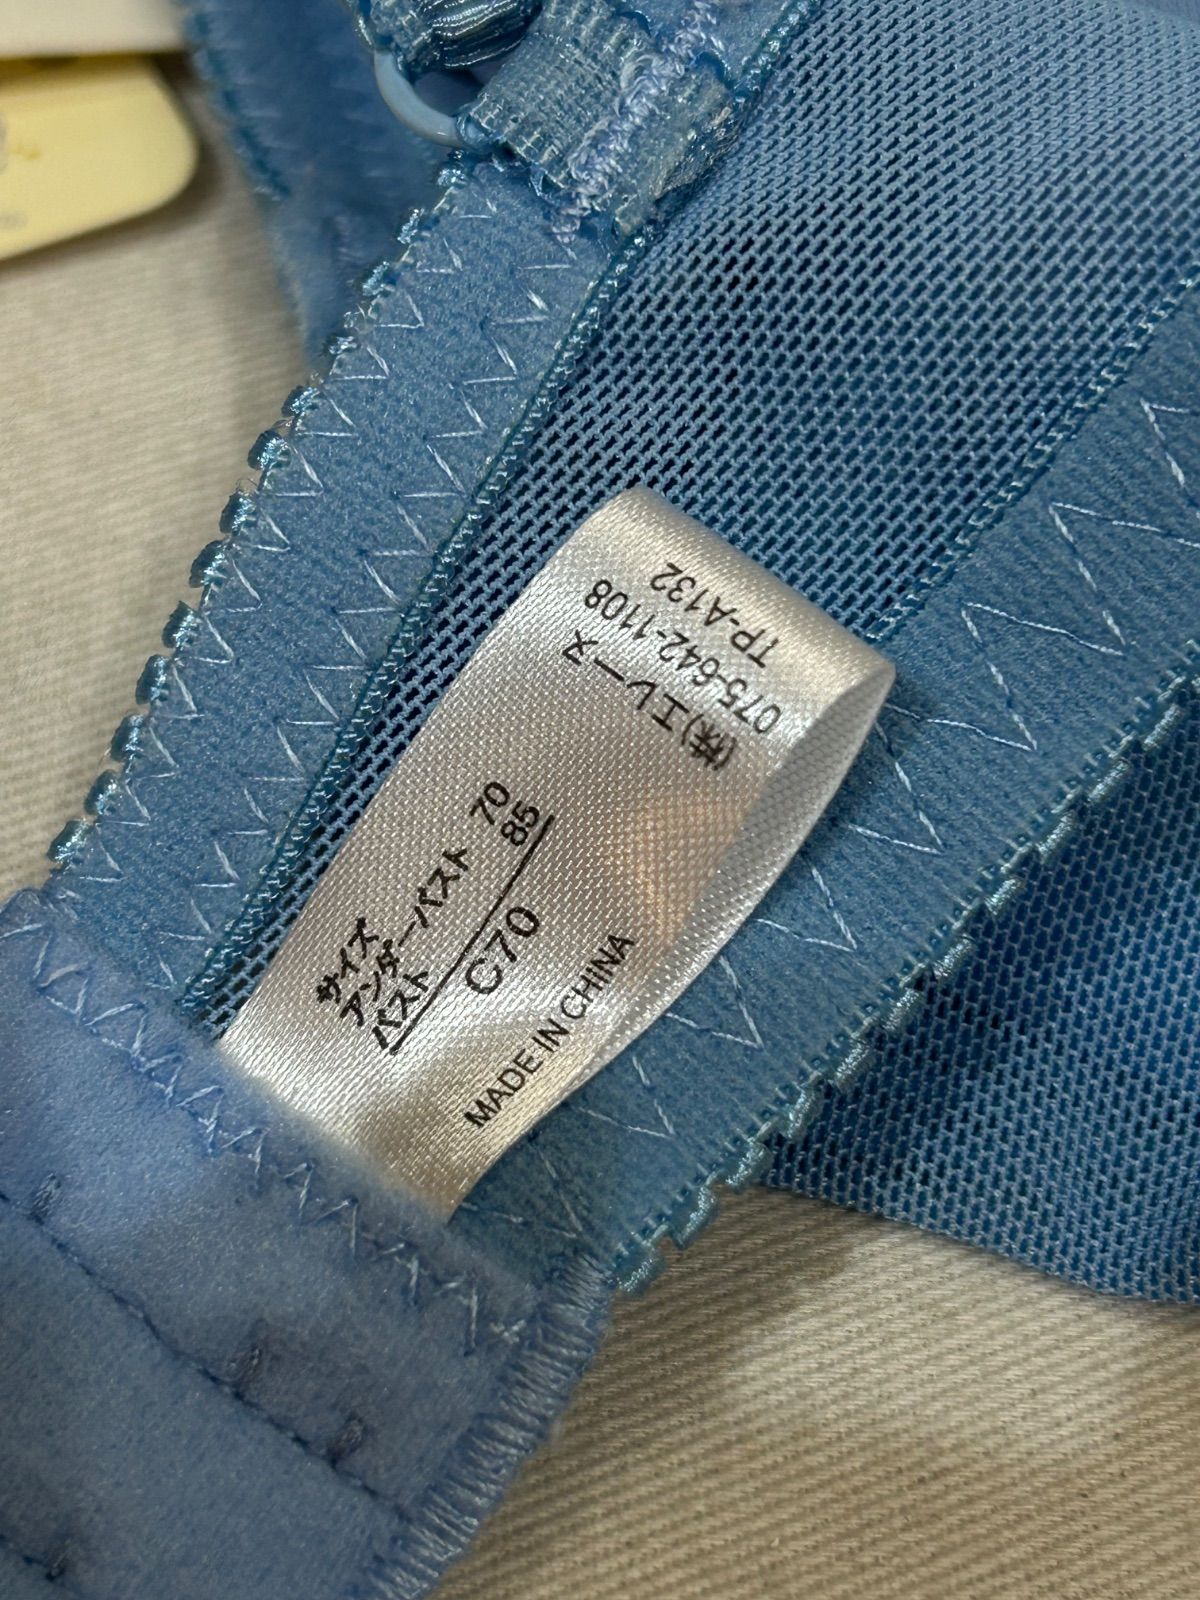 サイズ
アンダーバスト 70
バスト 85
C70
MADE IN CHINA
(株)エレーヌ
075-642-1108
TP-A132